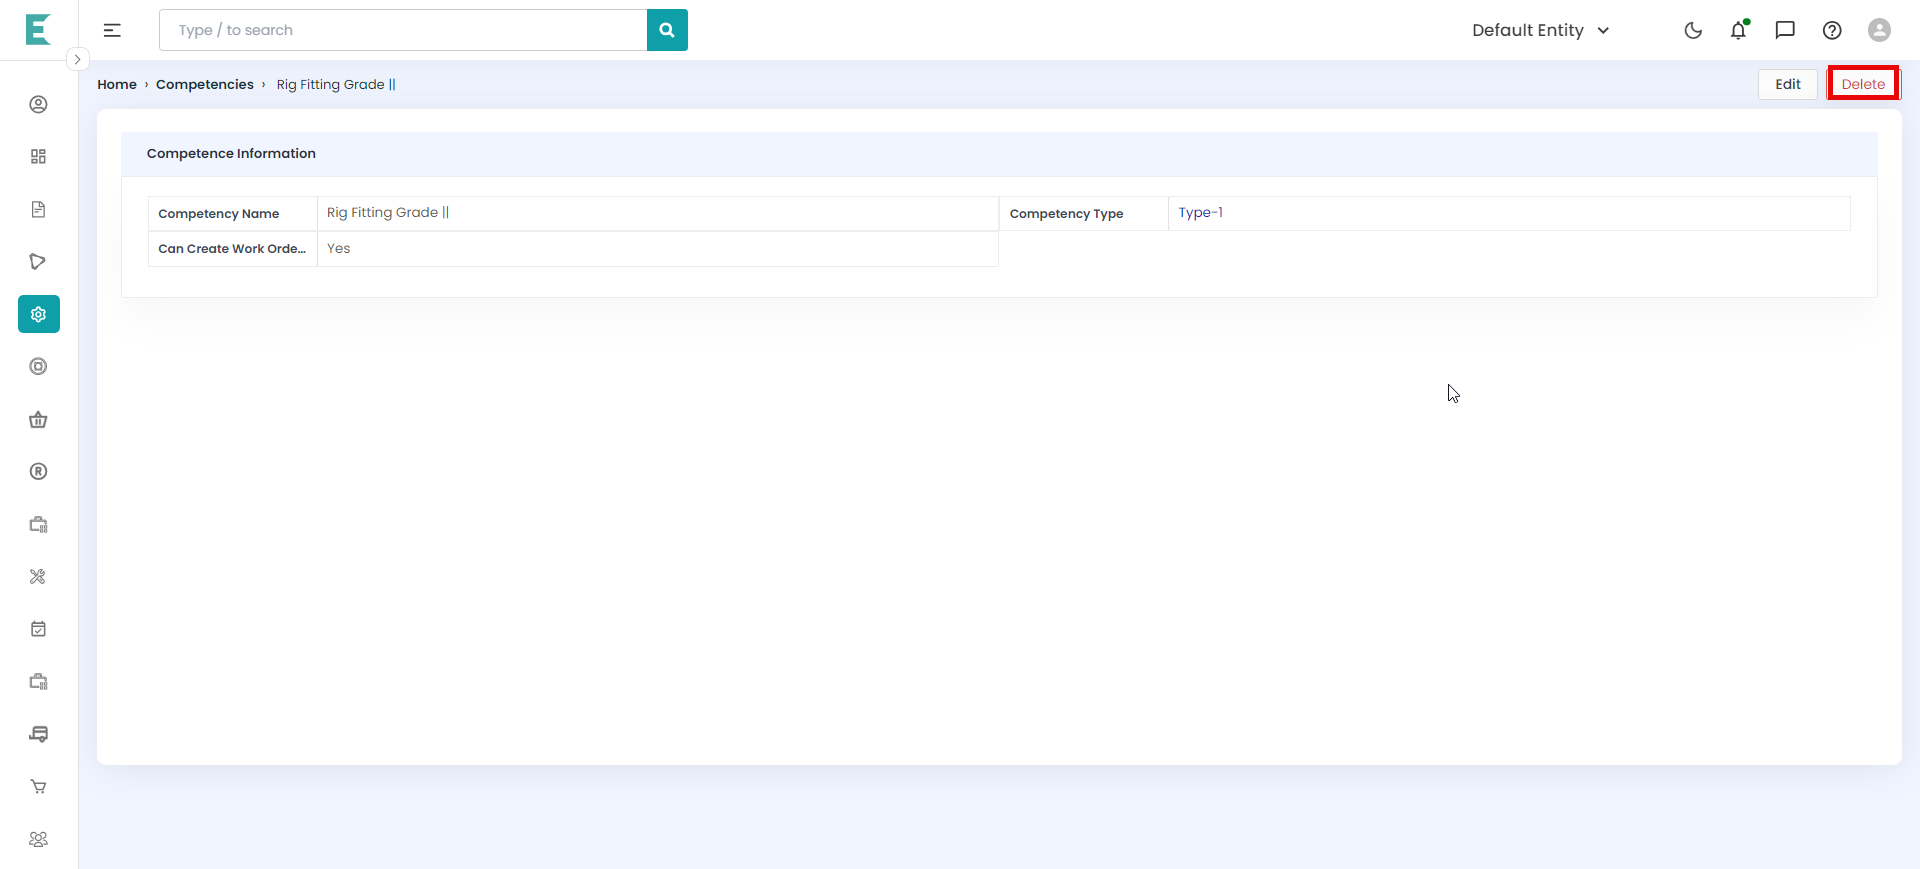 Type / to search
Default Entity
Home › Competencies › Rig Fitting Grade ||
Edit
Delete
Competence Information
Competency Name
Rig Fitting Grade ||
Competency Type
Type-1
Can Create Work Orde...
Yes